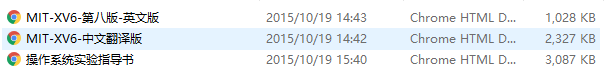 MIT-XV6-第八版-英文版 2015/10/19 14:43 Chrome HTML D... 1,028 KB
MIT-XV6-中文翻译版 2015/10/19 14:42 Chrome HTML D... 2,327 KB
操作系统实验指导书 2015/10/19 15:40 Chrome HTML D... 3,087 KB